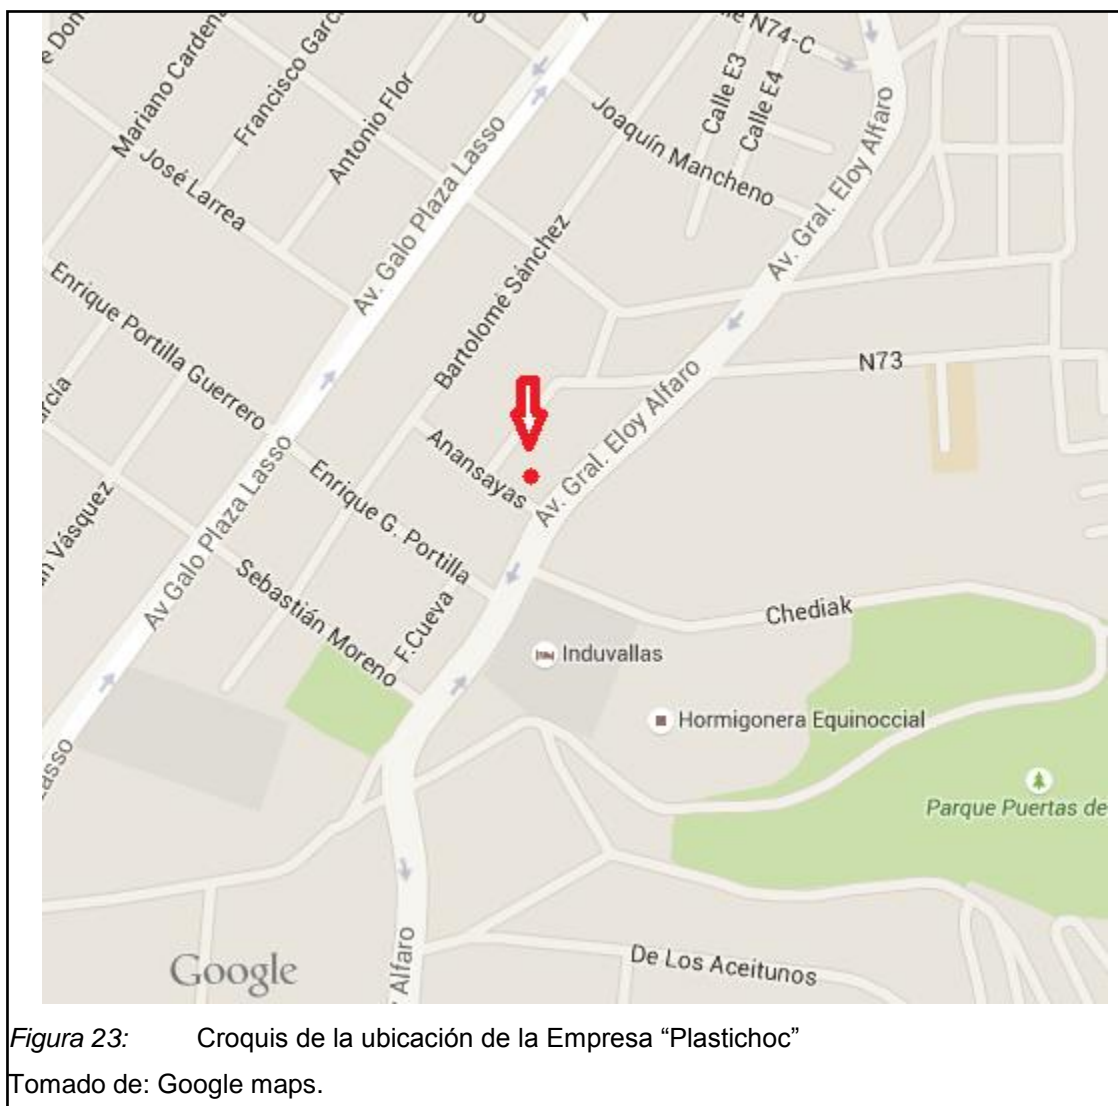 Mariano Cardena
Francisco Garc
Antonio Flor
N74-C
Calle E3
Calle E4
Joaquín Mancheno
José Larrea
Av. Galo Plaza Lasso
Av. Gral. Eloy Alfaro
Bartolomé Sánchez
Enrique Portilla Guerrero
N73
Av. Gral. Eloy Alfaro
Anansayas
Enrique G. Portilla
Vásquez
Av Galo Plaza Lasso
Sebastián Moreno
F.Cueva
Chediak
Induvallas
Hormigonera Equinoccial
Parque Puertas de
De Los Aceitunos
Alfaro
Google
Figura 23: Croquis de la ubicación de la Empresa “Plastichoc”
Tomado de: Google maps.